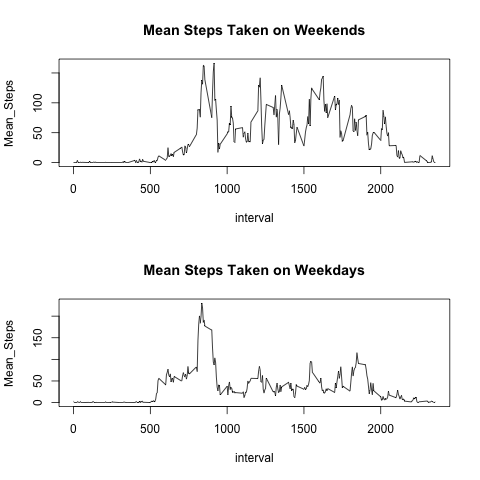 Mean Steps Taken on Weekends
Mean_Steps
0 50 100
0 500 1000 1500 2000
interval
Mean Steps Taken on Weekdays
Mean_Steps
0 50 150
0 500 1000 1500 2000
interval